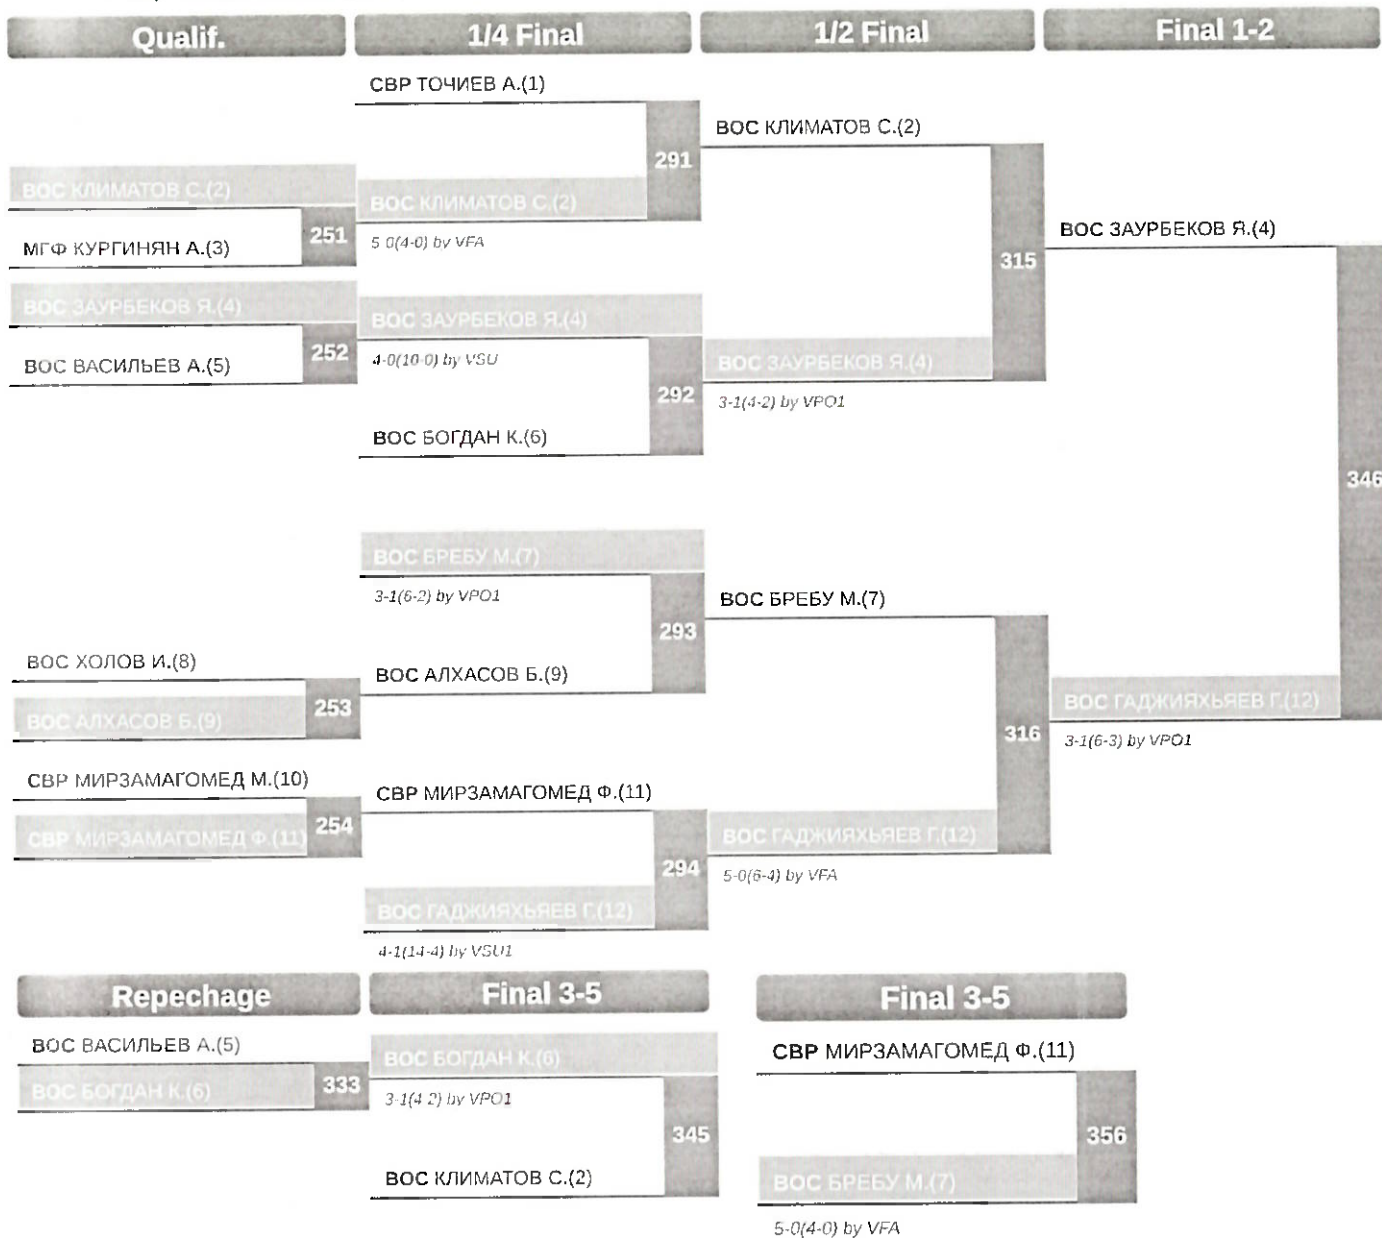 Qualif.
1/4 Final
1/2 Final
Final 1-2
СВР ТОЧИЕВ А.(1)
ВОС КЛИМАТОВ С.(2)
291
ВОС КЛИМАТОВ С.(2)
ВОС КЛИМАТОВ С.(2)
251
МГФ КУРГИНЯН А.(3)
5-0(4-0) by VFA
ВОС ЗАУРБЕКОВ Я.(4)
315
ВОС ЗАУРБЕКОВ Я.(4)
ВОС ЗАУРБЕКОВ Я.(4)
252
ВОС ВАСИЛЬЕВ А.(5)
4-0(10-0) by VSU
ВОС ЗАУРБЕКОВ Я.(4)
292
3-1(4-2) by VPO1
ВОС БОГДАН К.(6)
346
ВОС БРЕБУ М.(7)
3-1(6-2) by VPO1
ВОС БРЕБУ М.(7)
293
ВОС ХОЛОВ И.(8)
ВОС АЛХАСОВ Б.(9)
253
ВОС АЛХАСОВ Б.(9)
ВОС ГАДЖИЯХЬЯЕВ Г.(12)
316
3-1(6-3) by VPO1
СВР МИРЗАМАГОМЕД М.(10)
СВР МИРЗАМАГОМЕД Ф.(11)
254
СВР МИРЗАМАГОМЕД Ф.(11)
ВОС ГАДЖИЯХЬЯЕВ Г.(12)
294
5-0(6-4) by VFA
ВОС ГАДЖИЯХЬЯЕВ Г.(12)
4-1(14-4) by VSU1
Repechage
Final 3-5
Final 3-5
ВОС ВАСИЛЬЕВ А.(5)
ВОС БОГДАН К.(6)
СВР МИРЗАМАГОМЕД Ф.(11)
ВОС БОГДАН К.(6)
333
3-1(4-2) by VPO1
345
356
ВОС КЛИМАТОВ С.(2)
ВОС БРЕБУ М.(7)
5-0(4-0) by VFA